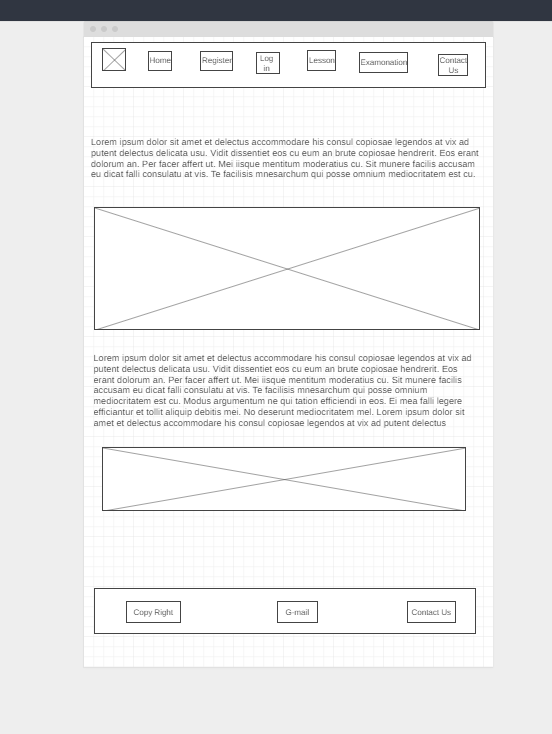 Home
Register
Log
in
Lesson
Examonation
Contact
Us
Lorem ipsum dolor sit amet et delectus accommodare his consul copiosae legendos at vix ad
putent delectus delicata usu. Vidit dissentiet eos cu eum an brute copiosae hendrerit. Eos erant
dolorum an. Per facer affert ut. Mei iisque mentitum moderatius cu. Sit munere facilis accusam
eu dicat falli consulatu at vis. Te facilisis mnesarchum qui posse omnium mediocritatem est cu.
Lorem ipsum dolor sit amet et delectus accommodare his consul copiosae legendos at vix ad
putent delectus delicata usu. Vidit dissentiet eos cu eum an brute copiosae hendrerit. Eos
erant dolorum an. Per facer affert ut. Mei iisque mentitum moderatius cu. Sit munere facilis
accusam eu dicat falli consulatu at vis. Te facilisis mnesarchum qui posse omnium
mediocritatem est cu. Modus argumentum ne qui tation efficiendi in eos. Ei mea falli legere
efficiantur et tollit aliquip debitis mei. No deserunt mediocritatem mel. Lorem ipsum dolor sit
amet et delectus accommodare his consul copiosae legendos at vix ad putent delectus
Copy Right
G-mail
Contact Us